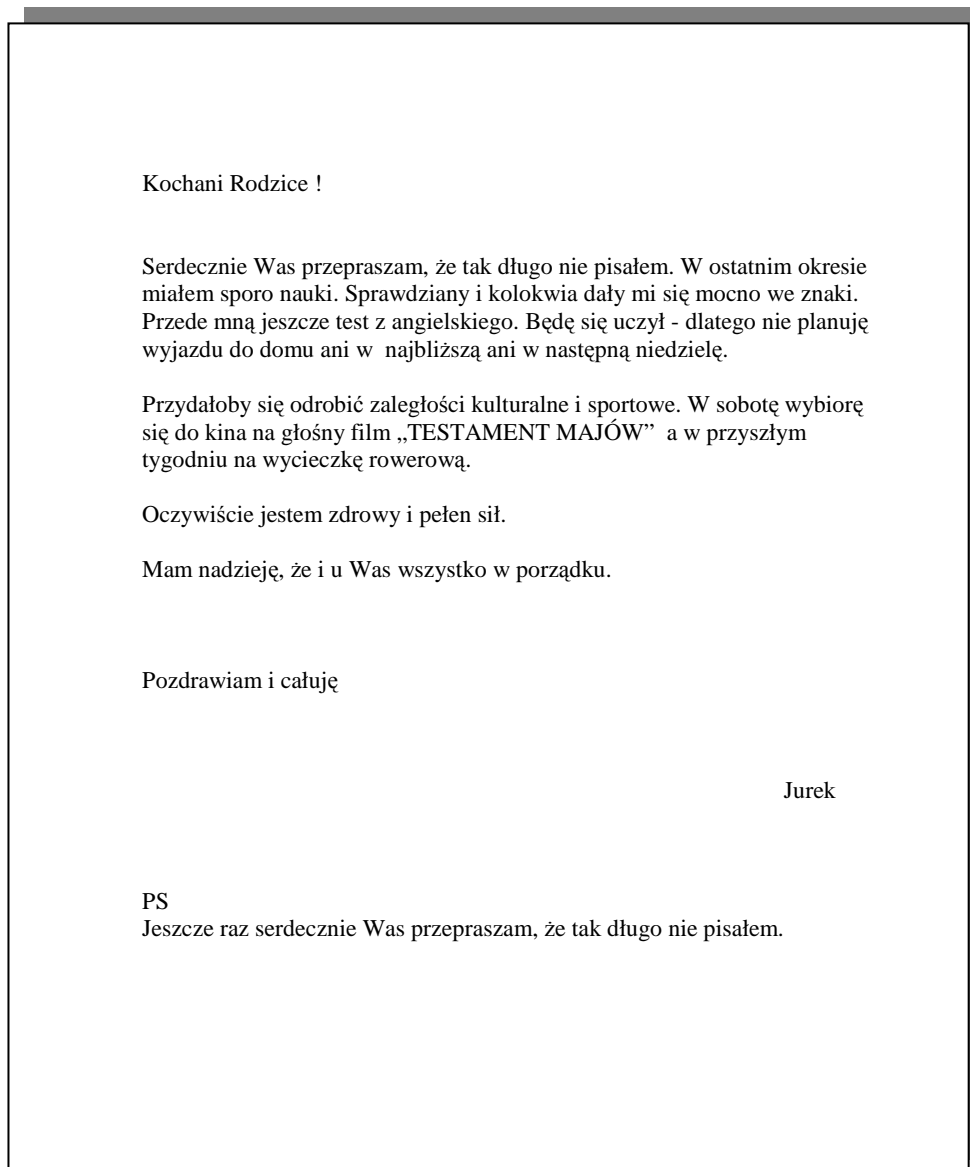 Kochani Rodzice !
Serdecznie Was przepraszam, że tak długo nie pisałem. W ostatnim okresie
miałem sporo nauki. Sprawdziany i kolokwia dały mi się mocno we znaki.
Przede mną jeszcze test z angielskiego. Będę się uczył - dlatego nie planuję
wyjazdu do domu ani w  najbliższą ani w następną niedzielę.
Przydałoby się odrobić zaległości kulturalne i sportowe. W sobotę wybiorę
się do kina na głośny film „TESTAMENT MAJÓW”  a w przyszłym
tygodniu na wycieczkę rowerową.
Oczywiście jestem zdrowy i pełen sił.
Mam nadzieję, że i u Was wszystko w porządku.
Pozdrawiam i całuję
Jurek
PS
Jeszcze raz serdecznie Was przepraszam, że tak długo nie pisałem.